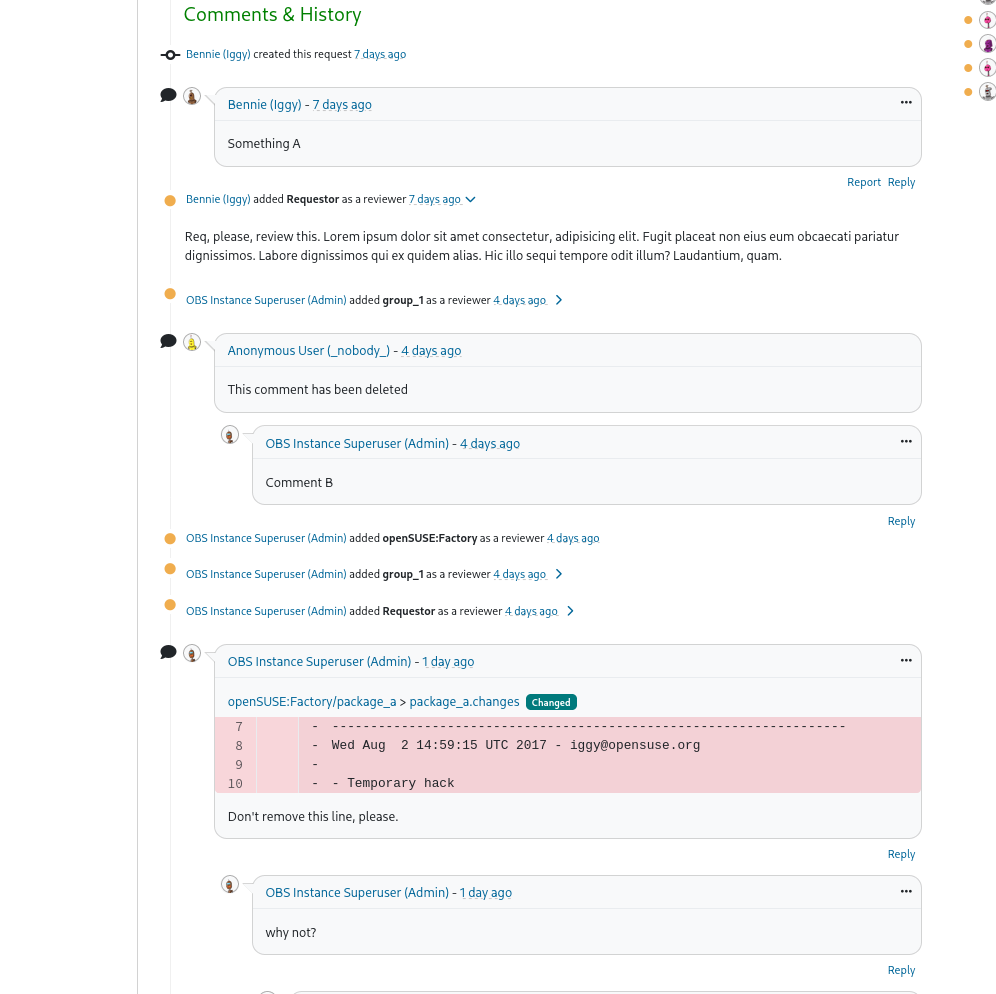 Comments & History
Bennie (Iggy) created this request 7 days ago
Bennie (Iggy) - 7 days ago
Something A
Report Reply
Bennie (Iggy) added Requestor as a reviewer 7 days ago
Req, please, review this. Lorem ipsum dolor sit amet consectetur, adipisicing elit. Fugit placeat non eius eum obcaecati pariatur
dignissimos. Labore dignissimos qui ex quidem alias. Hic illo sequi tempore odit illum? Laudantium, quam.
OBS Instance Superuser (Admin) added group_1 as a reviewer 4 days ago
Anonymous User (_nobody_) - 4 days ago
This comment has been deleted
OBS Instance Superuser (Admin) - 4 days ago
Comment B
Reply
OBS Instance Superuser (Admin) added openSUSE:Factory as a reviewer 4 days ago
OBS Instance Superuser (Admin) added group_1 as a reviewer 4 days ago
OBS Instance Superuser (Admin) added Requestor as a reviewer 4 days ago
OBS Instance Superuser (Admin) - 1 day ago
openSUSE:Factory/package_a > package_a.changes Changed
7 - -------------------------------------------------------------------
8 - Wed Aug  2 14:59:15 UTC 2017 - iggy@opensuse.org
9 -
10 - - Temporary hack
Don't remove this line, please.
Reply
OBS Instance Superuser (Admin) - 1 day ago
why not?
Reply